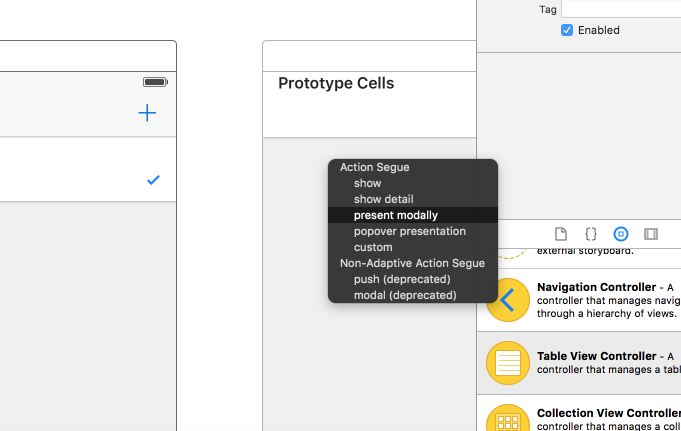 Tag
Enabled
Prototype Cells
Action Segue
show
show detail
present modally
popover presentation
custom
Non-Adaptive Action Segue
push (deprecated)
modal (deprecated)
external storyboard.
Navigation Controller - A
controller that manages navig
through a hierarchy of views.
Table View Controller - A
controller that manages a tabl
Collection View Controller
controller that manages a coll